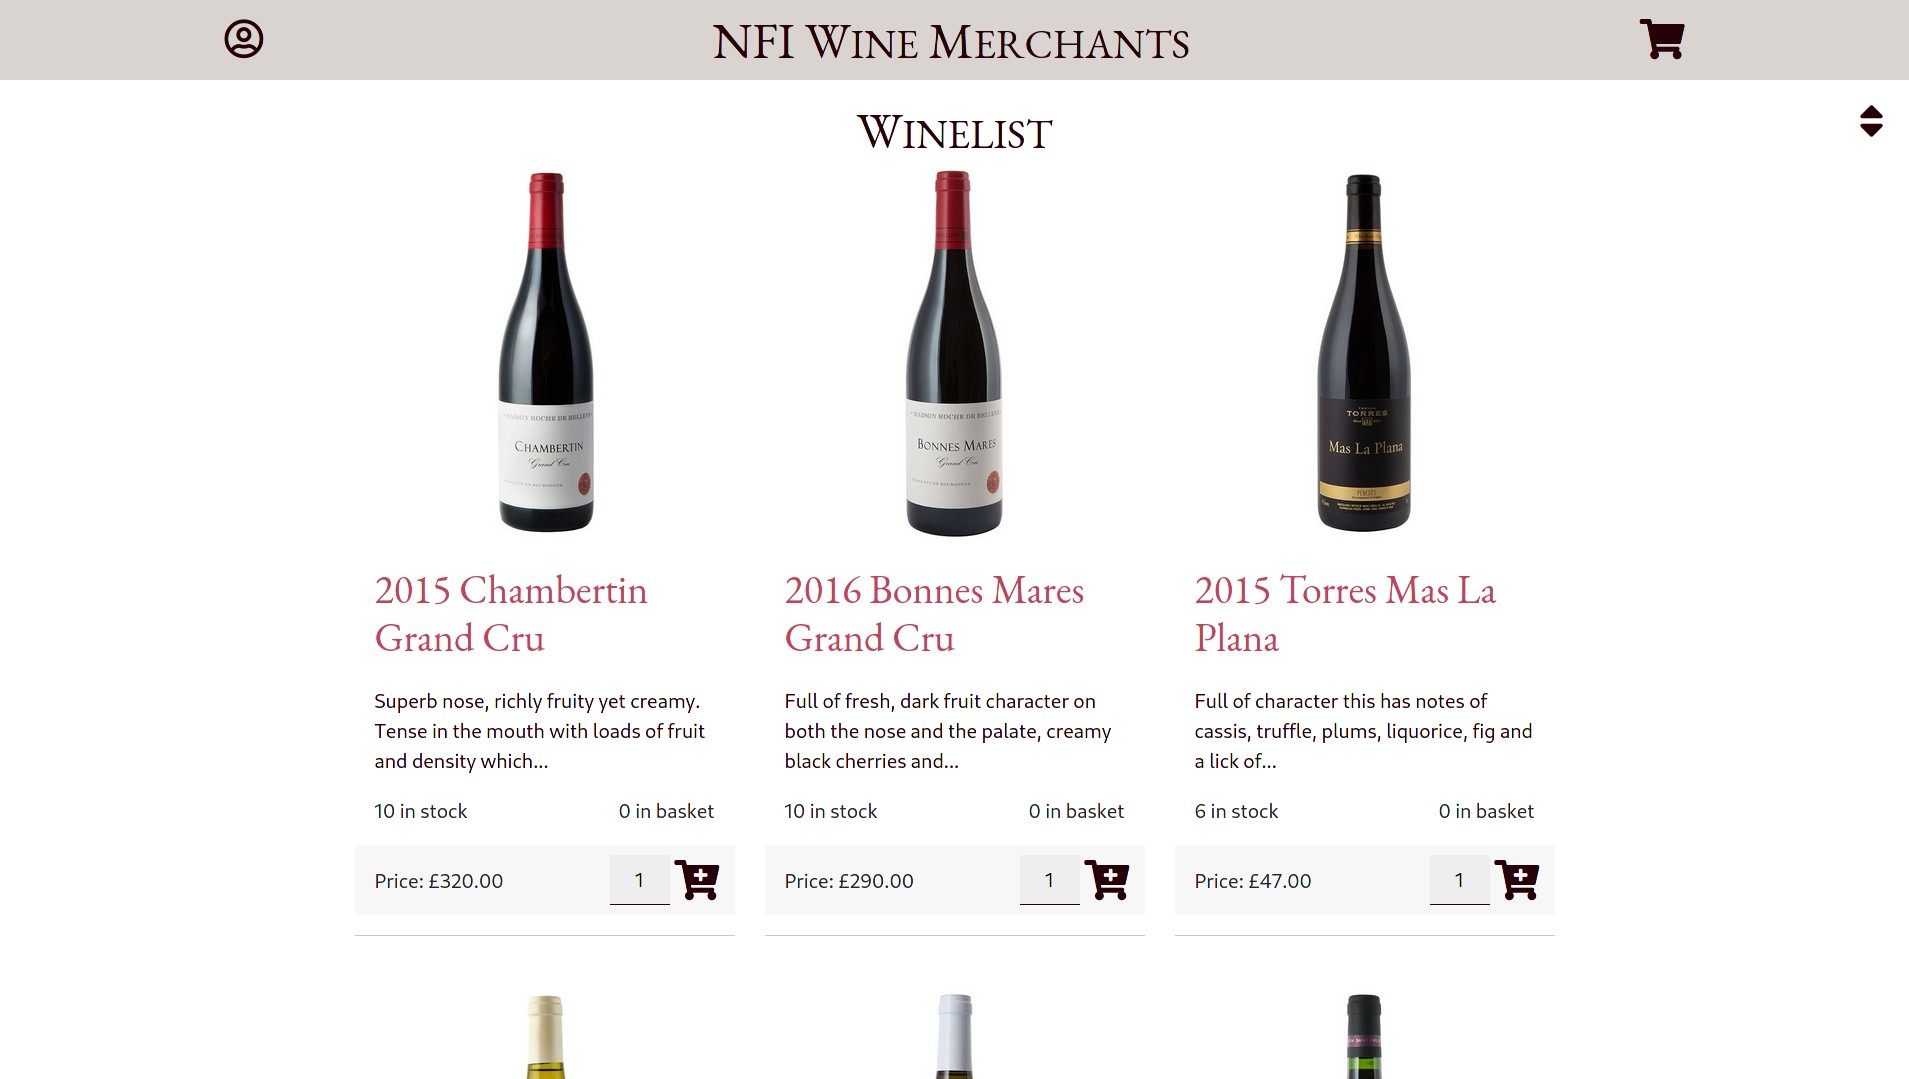 NFI Wine Merchants
Winelist
MAISON ROCHE DE BELLENE
CHAMBERTIN
Grand Cru
MAISON ROCHE DE BELLENE
BONNES MARES
Grand Cru
TORRES
Mas La Plana
PENEDÈS
2015 Chambertin
Grand Cru
2016 Bonnes Mares
Grand Cru
2015 Torres Mas La
Plana
Superb nose, richly fruity yet creamy.
Tense in the mouth with loads of fruit
and density which...
Full of fresh, dark fruit character on
both the nose and the palate, creamy
black cherries and...
Full of character this has notes of
cassis, truffle, plums, liquorice, fig and
a lick of...
10 in stock 0 in basket
10 in stock 0 in basket
6 in stock 0 in basket
Price: £320.00 1
Price: £290.00 1
Price: £47.00 1